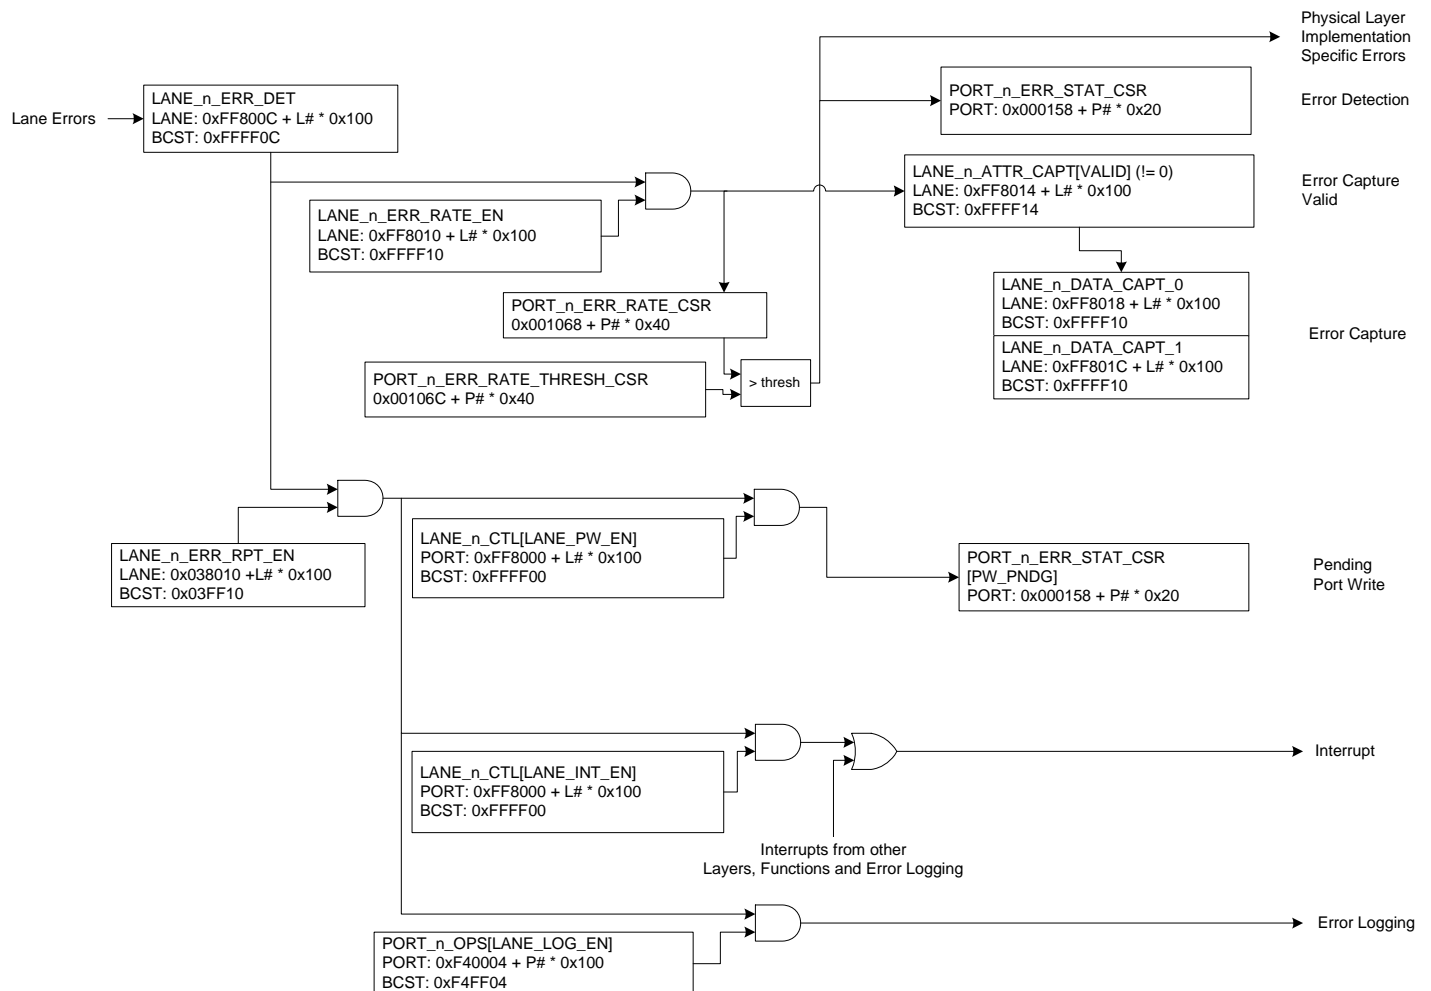 Physical Layer
Implementation
Specific Errors
Lane Errors
LANE_n_ERR_DET
LANE: 0xFF800C + L# * 0x100
BCST: 0xFFFF0C
PORT_n_ERR_STAT_CSR
PORT: 0x000158 + P# * 0x20
Error Detection
LANE_n_ATTR_CAPT[VALID] (!= 0)
LANE: 0xFF8014 + L# * 0x100
BCST: 0xFFFF14
Error Capture
Valid
LANE_n_ERR_RATE_EN
LANE: 0xFF8010 + L# * 0x100
BCST: 0xFFFF10
PORT_n_ERR_RATE_CSR
0x001068 + P# * 0x40
LANE_n_DATA_CAPT_0
LANE: 0xFF8018 + L# * 0x100
BCST: 0xFFFF10
LANE_n_DATA_CAPT_1
LANE: 0xFF801C + L# * 0x100
BCST: 0xFFFF10
Error Capture
PORT_n_ERR_RATE_THRESH_CSR
0x00106C + P# * 0x40
> thresh
LANE_n_ERR_RPT_EN
LANE: 0x038010 +L# * 0x100
BCST: 0x03FF10
LANE_n_CTL[LANE_PW_EN]
PORT: 0xFF8000 + L# * 0x100
BCST: 0xFFFF00
PORT_n_ERR_STAT_CSR
[PW_PNDG]
PORT: 0x000158 + P# * 0x20
Pending
Port Write
LANE_n_CTL[LANE_INT_EN]
PORT: 0xFF8000 + L# * 0x100
BCST: 0xFFFF00
Interrupt
Interrupts from other
Layers, Functions and Error Logging
PORT_n_OPS[LANE_LOG_EN]
PORT: 0xF40004 + P# * 0x100
BCST: 0xF4FF04
Error Logging